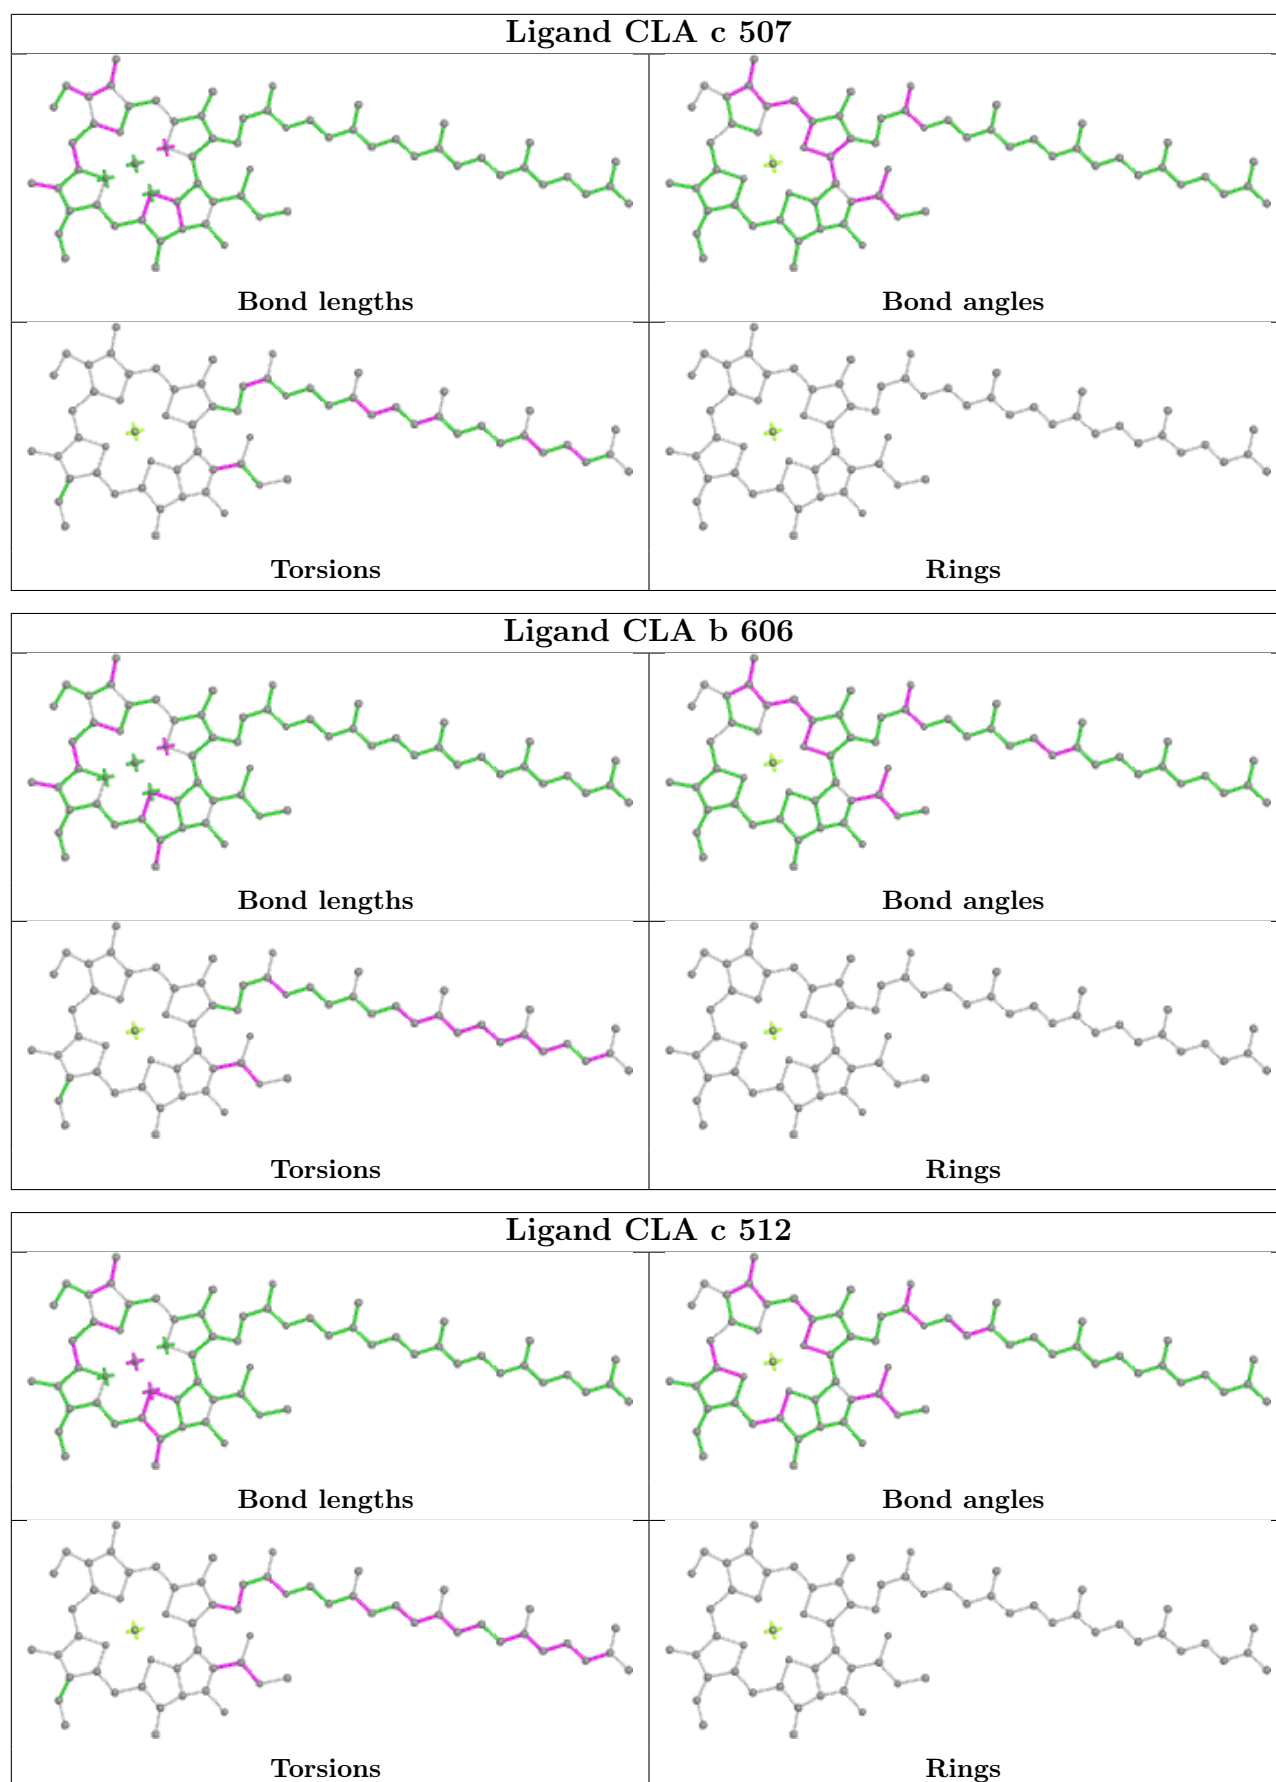 Ligand CLA c 507
Bond lengths
Bond angles
Torsions
Rings
Ligand CLA b 606
Bond lengths
Bond angles
Torsions
Rings
Ligand CLA c 512
Bond lengths
Bond angles
Torsions
Rings